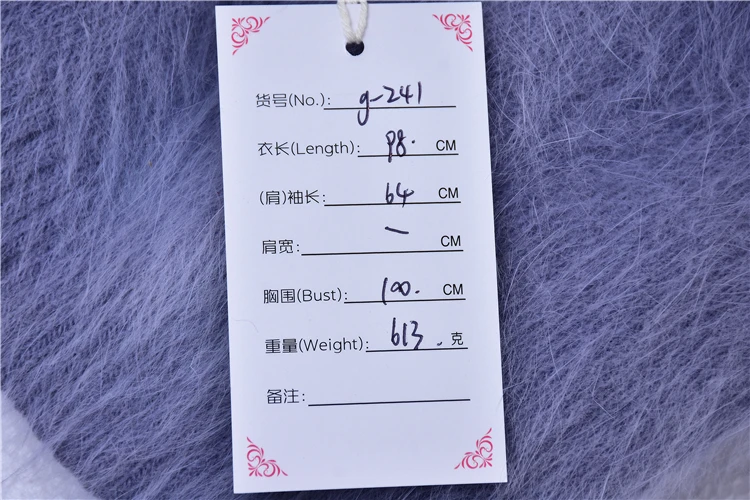 货号(No.): g-241
衣长(Length): 98. CM
(肩)袖长: 64 CM
肩宽: — CM
胸围(Bust): 100. CM
重量(Weight): 613. 克
备注: